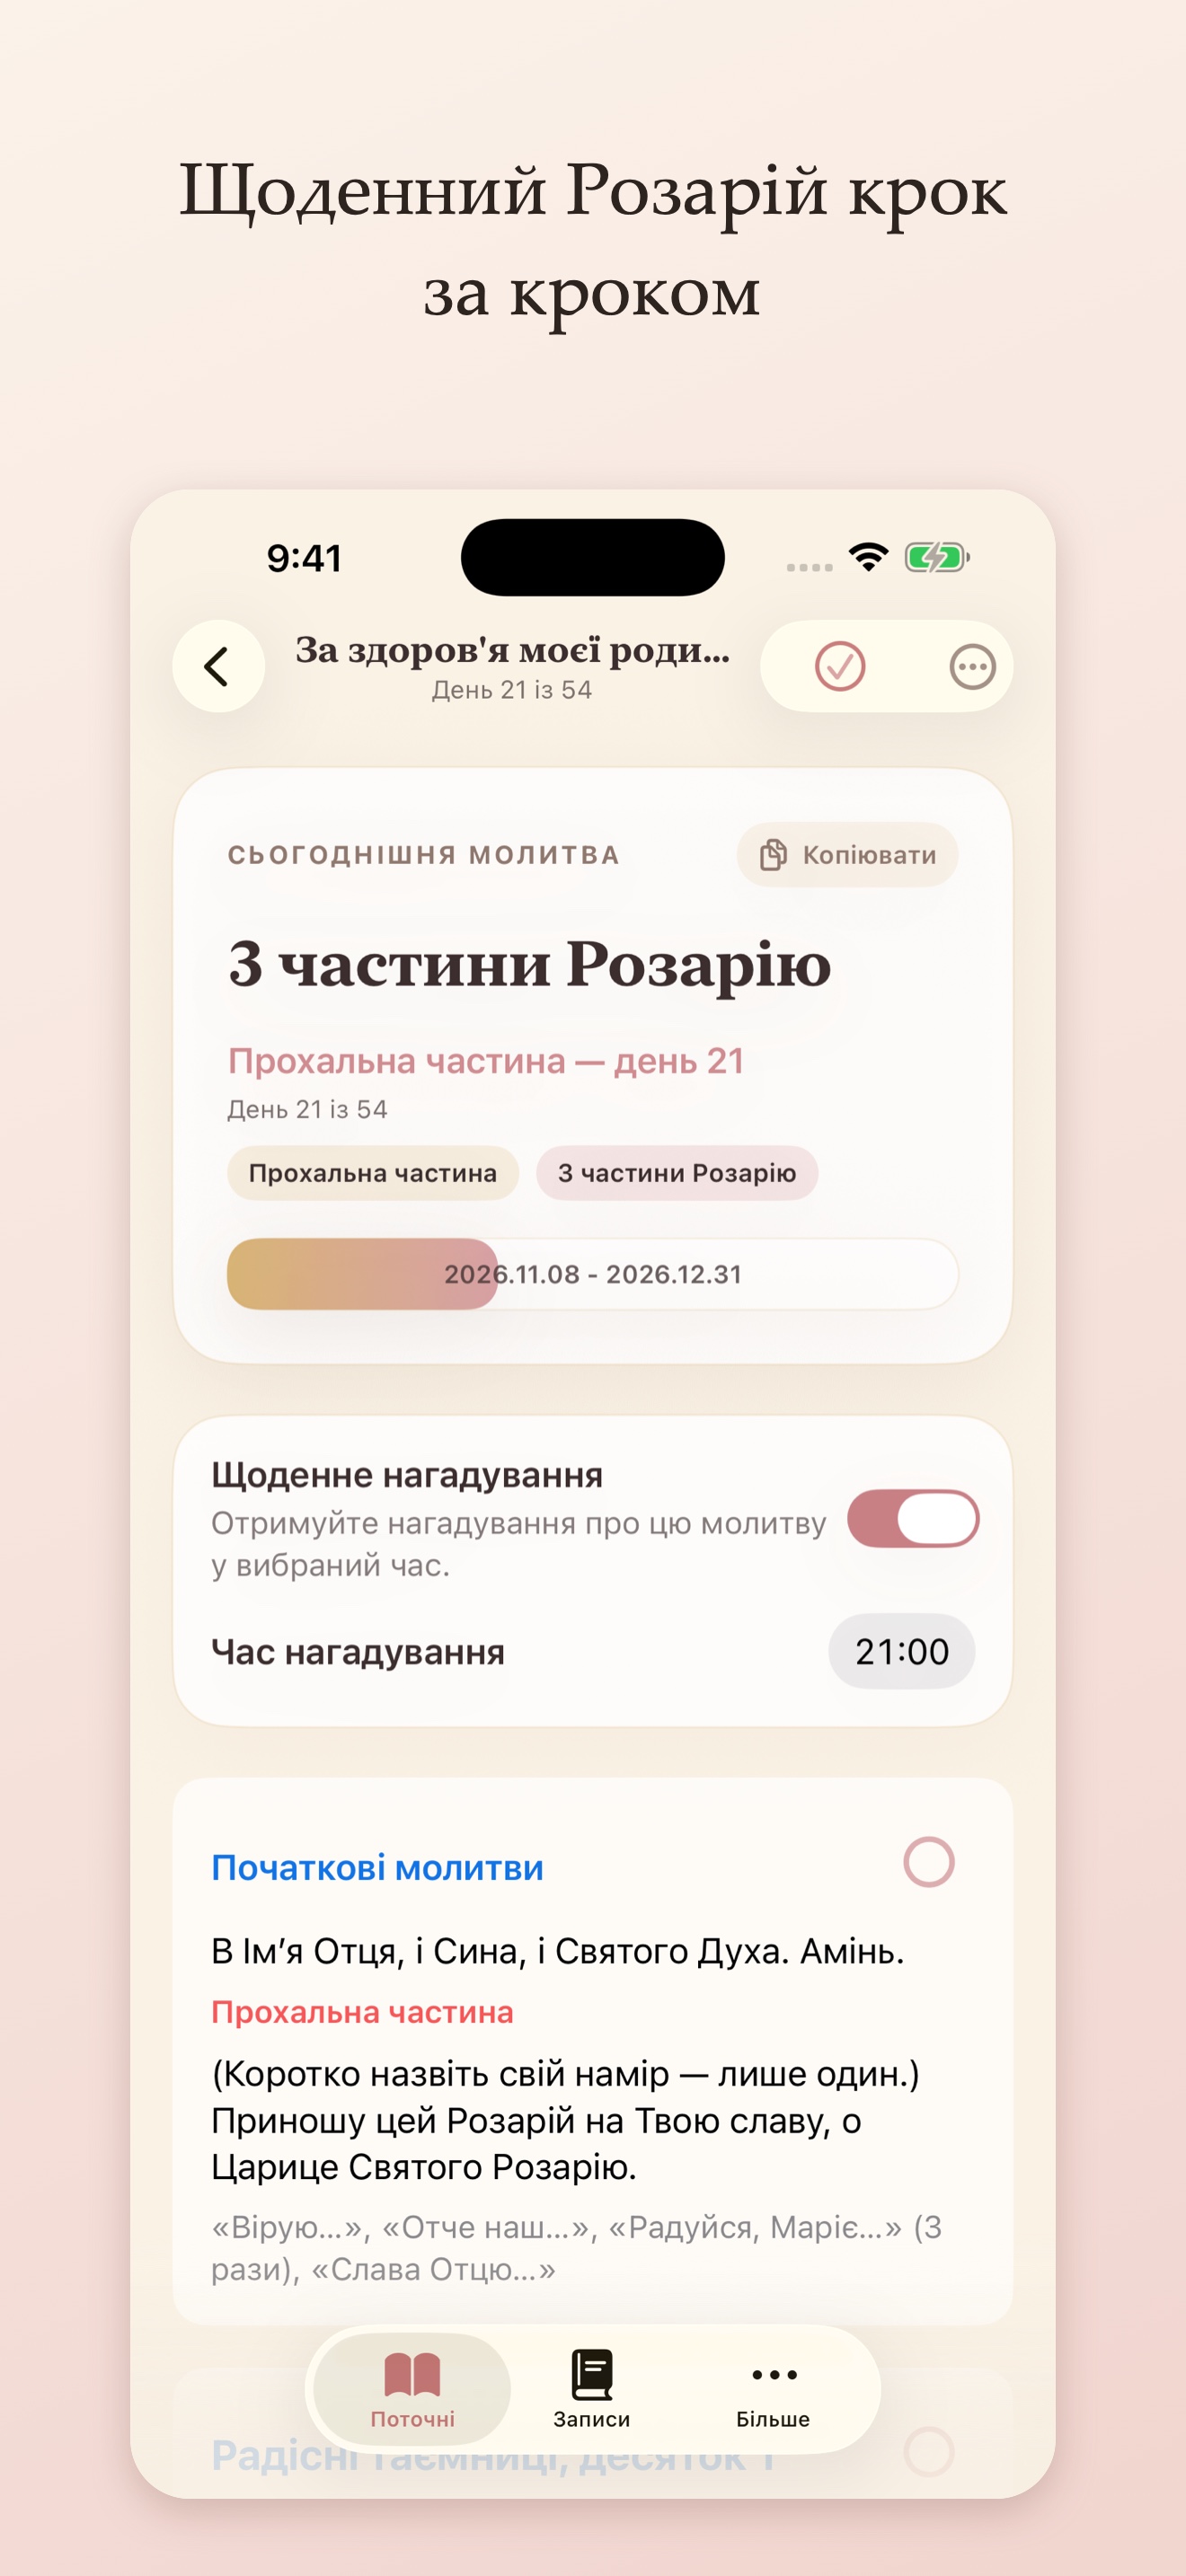 Щоденний Розарій крок
за кроком
9:41
За здоров'я моєї роди...
День 21 із 54
СЬОГОДНІШНЯ МОЛИТВА
Копіювати
3 частини Розарію
Прохальна частина — день 21
День 21 із 54
Прохальна частина
3 частини Розарію
2026.11.08 - 2026.12.31
Щоденне нагадування
Отримуйте нагадування про цю молитву
у вибраний час.
Час нагадування
21:00
Початкові молитви
В Ім’я Отця, і Сина, і Святого Духа. Амінь.
Прохальна частина
(Коротко назвіть свій намір — лише один.)
Приношу цей Розарій на Твою славу, о
Царице Святого Розарію.
«Вірую...», «Отче наш...», «Радуйся, Маріє...» (3
рази), «Слава Отцю...»
Поточні
Записи
Більше
Радісні таємниці, десяток 1